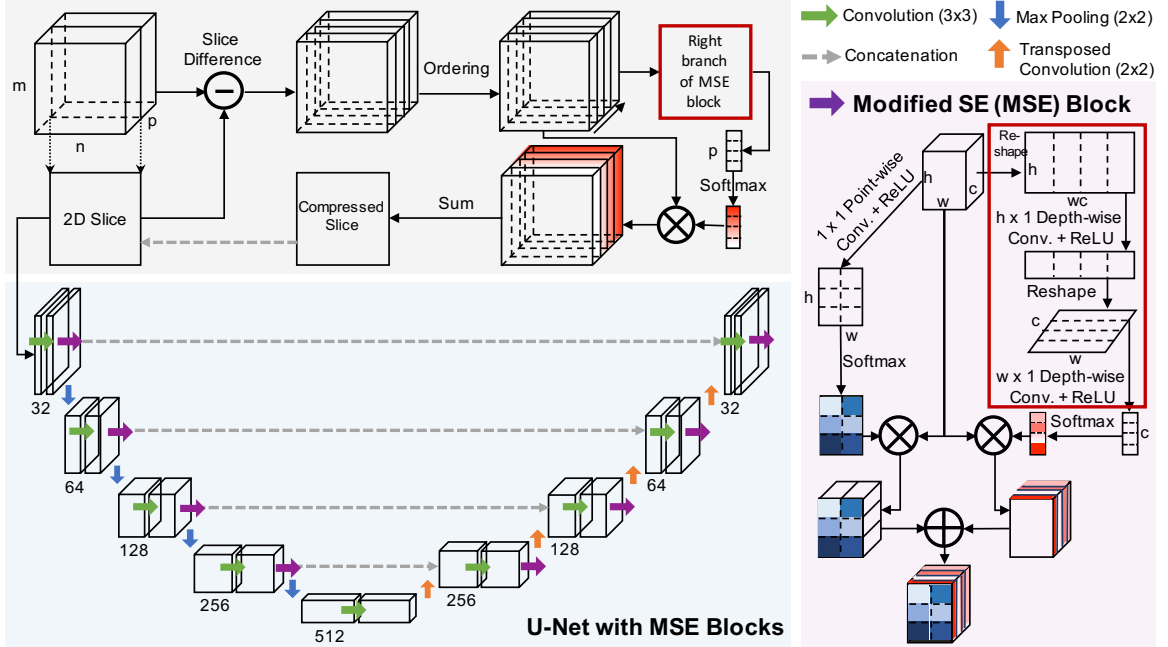 m
p
n
Slice
Difference
Ordering
Right
branch
of MSE
block
p
Softmax
2D Slice
Compressed
Slice
Sum
Convolution (3x3)
Max Pooling (2x2)
Concatenation
Transposed
Convolution (2x2)
Modified SE (MSE) Block
Re-
shape
h
wc
h
c
w
1 x 1 Point-wise
Conv. + ReLU
h x 1 Depth-wise
Conv. + ReLU
Reshape
h
w
c
w
Softmax
w x 1 Depth-wise
Conv. + ReLU
Softmax
c
32
32
64
64
128
128
256
256
512
U-Net with MSE Blocks